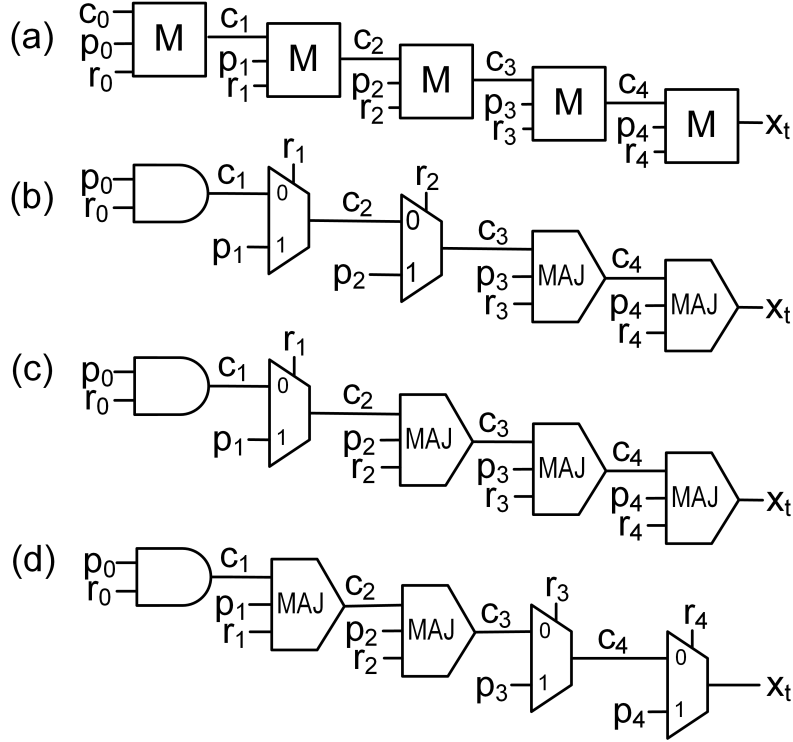 (a) c₀ p₀ r₀ M c₁ p₁ r₁ M c₂ p₂ r₂ M c₃ p₃ r₃ M c₄ p₄ r₄ M xₜ
(b) p₀ r₀ c₁ r₁ 0 p₁ 1 c₂ r₂ 0 p₂ 1 c₃ p₃ r₃ MAJ c₄ p₄ r₄ MAJ xₜ
(c) p₀ r₀ c₁ r₁ 0 p₁ 1 c₂ p₂ r₂ MAJ c₃ p₃ r₃ MAJ c₄ p₄ r₄ MAJ xₜ
(d) p₀ r₀ c₁ p₁ r₁ MAJ c₂ p₂ r₂ MAJ c�3 r₃ 0 p₃ 1 c₄ r₄ 0 p₄ 1 xₜ